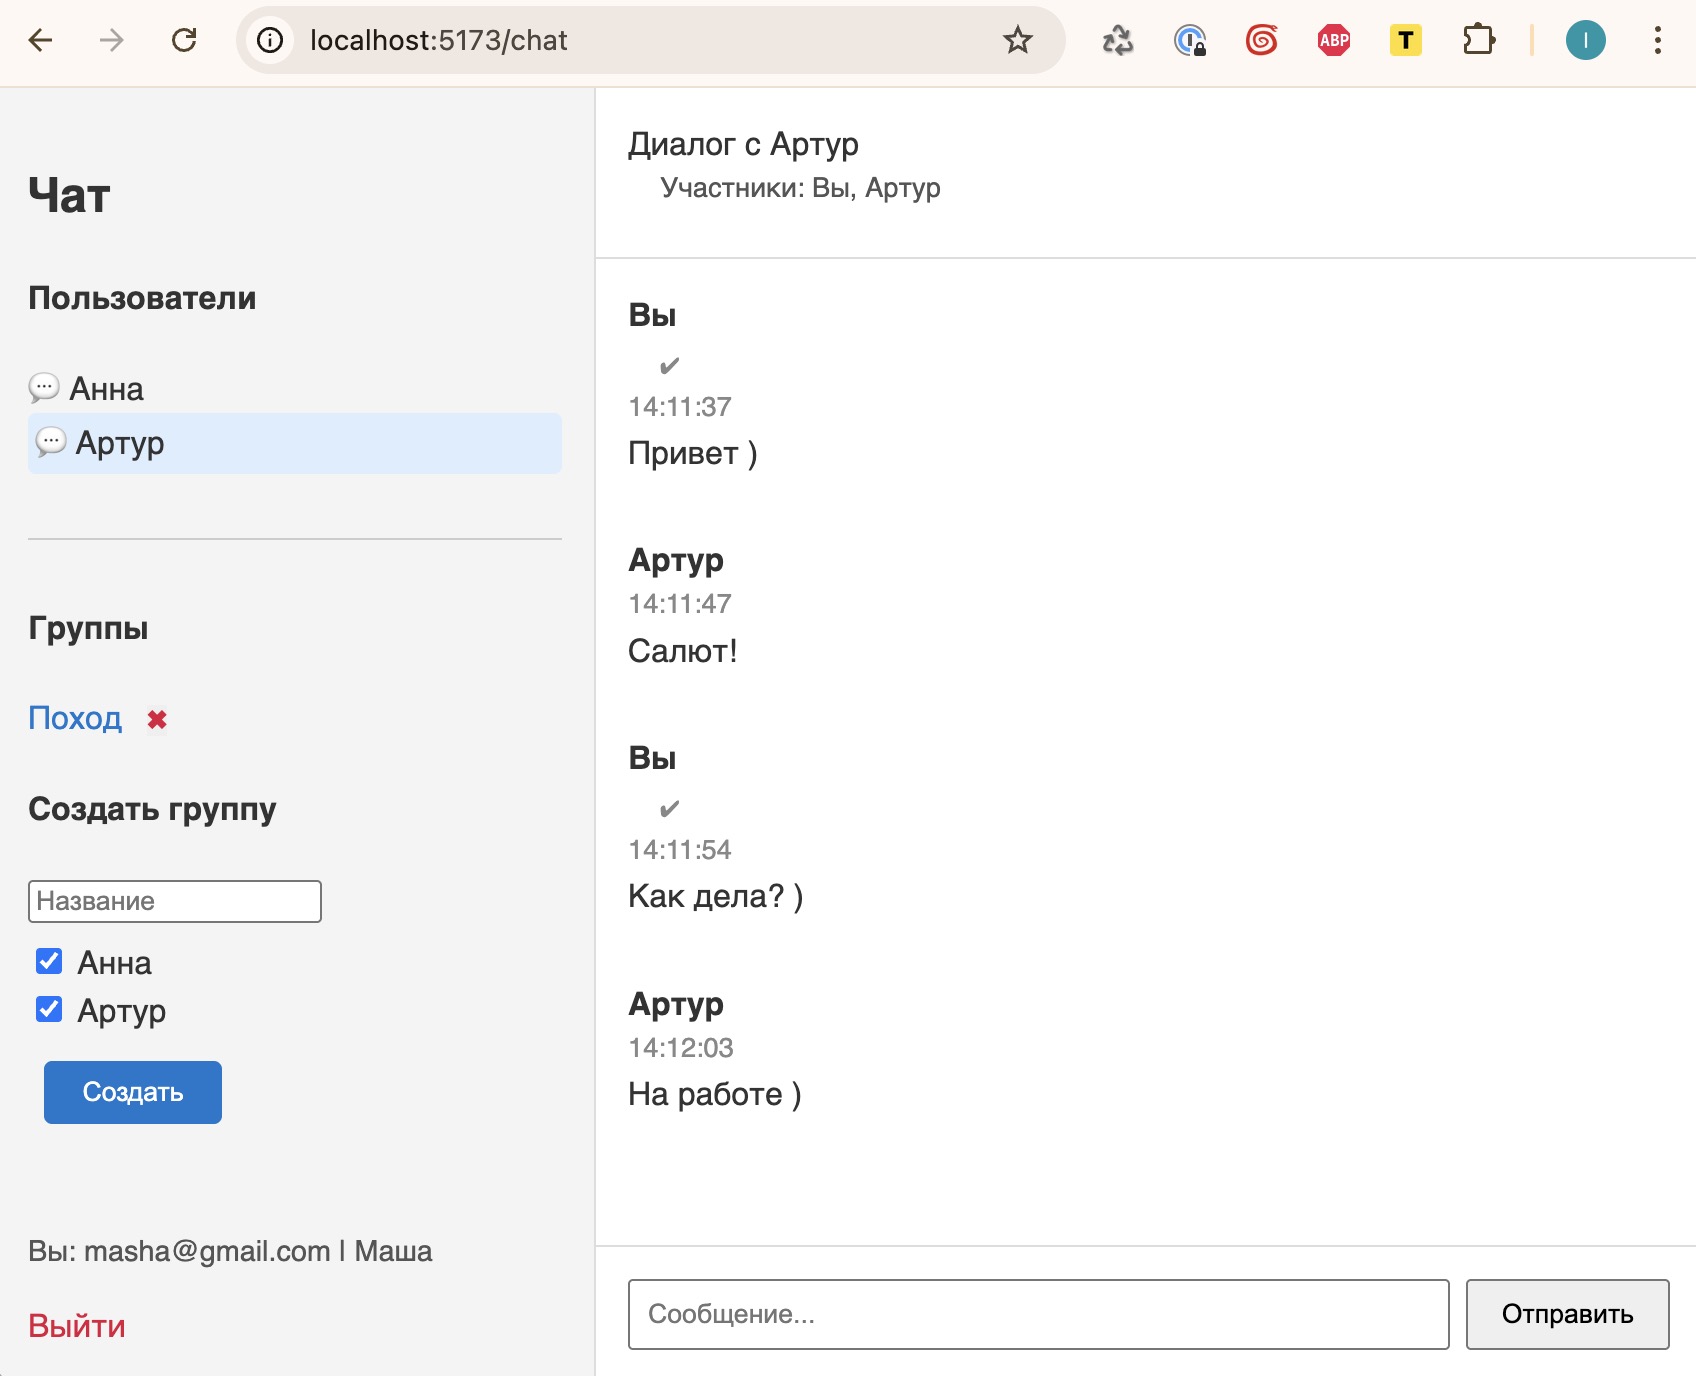 localhost:5173/chat
ABP
T
I
Чат
Пользователи
Анна
Артур
Группы
Поход
Создать группу
Название
Анна
Артур
Создать
Вы: masha@gmail.com | Маша
Выйти
Диалог с Артур
Участники: Вы, Артур
Вы
14:11:37
Привет )
Артур
14:11:47
Салют!
Вы
14:11:54
Как дела? )
Артур
14:12:03
На работе )
Сообщение...
Отправить